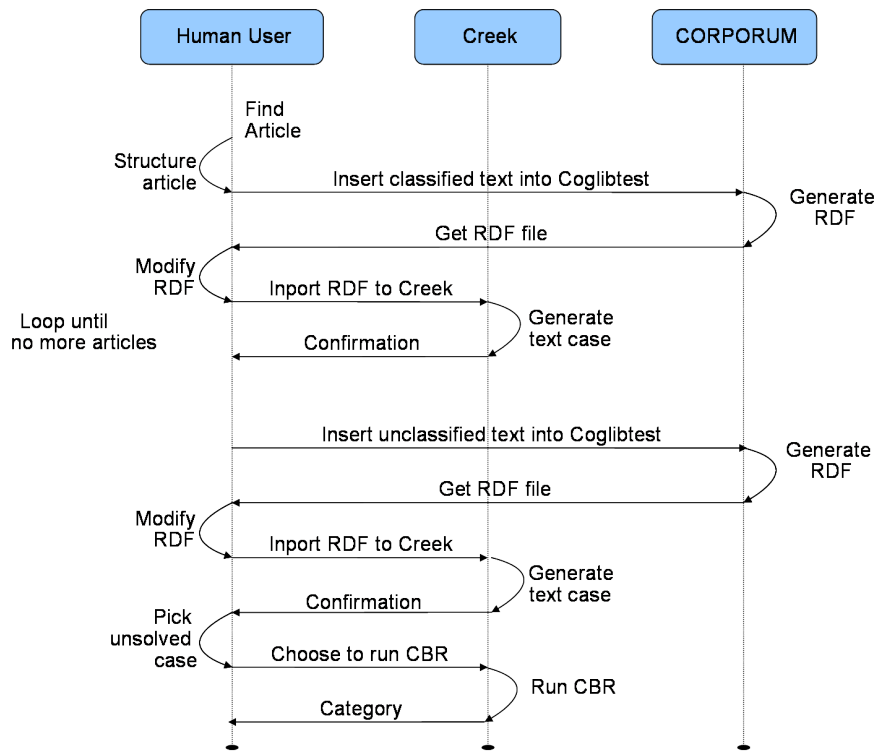 Human User
Creek
CORPORUM
Find
Article
Structure
article
Insert classified text into Coglibtest
Generate
RDF
Get RDF file
Modify
RDF
Inport RDF to Creek
Generate
text case
Loop until
no more articles
Confirmation
Insert unclassified text into Coglibtest
Generate
RDF
Get RDF file
Modify
RDF
Inport RDF to Creek
Generate
text case
Confirmation
Pick
unsolved
case
Choose to run CBR
Run CBR
Category